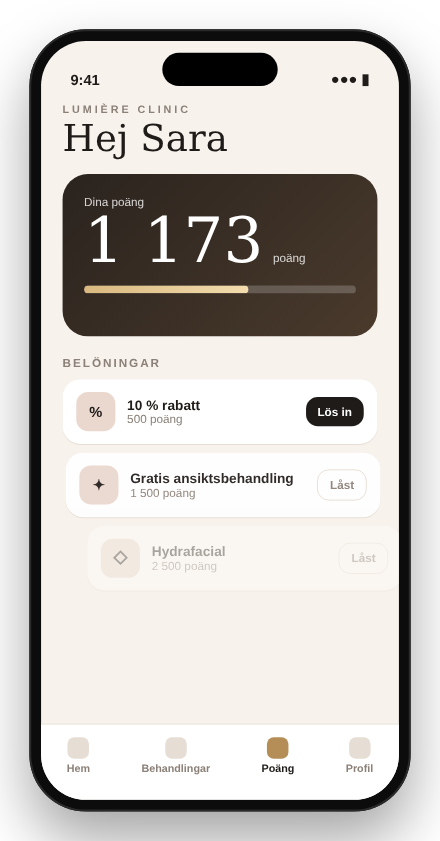 9:41
LUMIÈRE CLINIC
Hej Sara
Dina poäng
1 173 poäng
BELÖNINGAR
%
10 % rabatt
500 poäng
Lös in
Gratis ansiktsbehandling
1 500 poäng
Låst
Hydrafacial
2 500 poäng
Låst
Hem
Behandlingar
Poäng
Profil